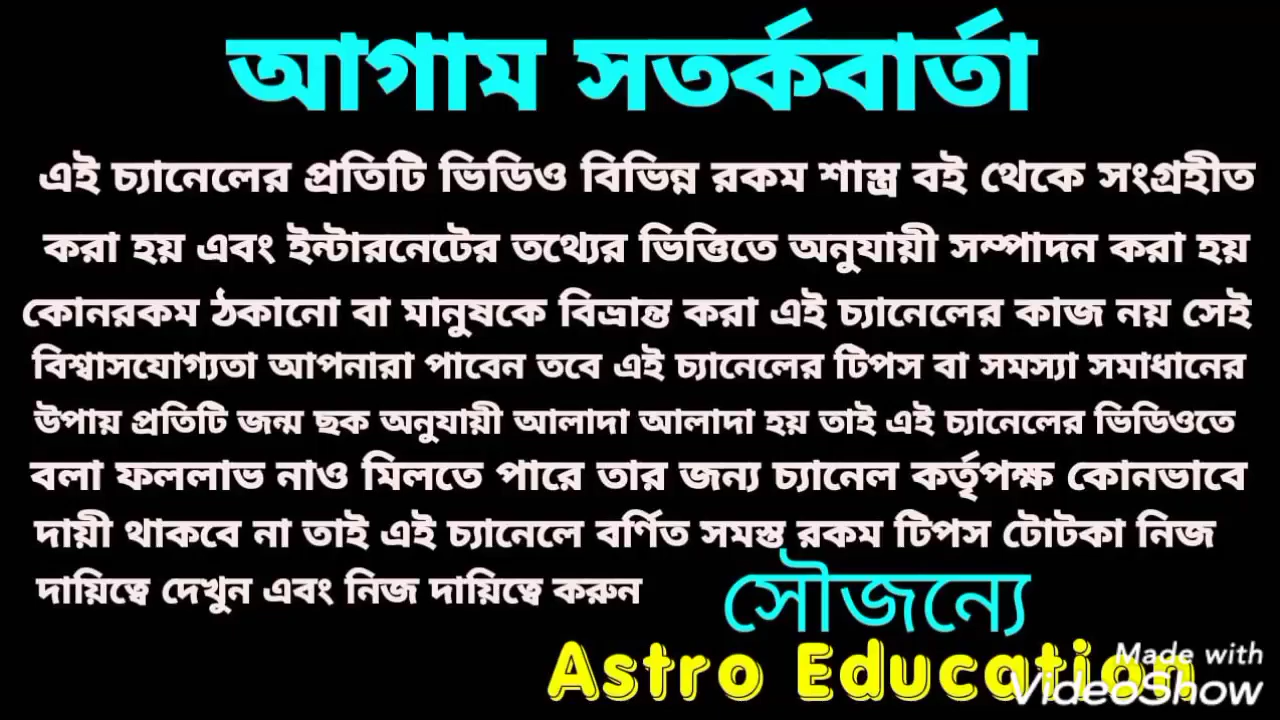 আগাম সতর্কবার্তা
এই চ্যানেলের প্রতিটি ভিডিও বিভিন্ন রকম শাস্ত্র বই থেকে সংগ্রহীত
করা হয় এবং ইন্টারনেটের তথ্যের ভিত্তিতে অনুযায়ী সম্পাদন করা হয়
কোনরকম ঠকানো বা মানুষকে বিভ্রান্ত করা এই চ্যানেলের কাজ নয় সেই
বিশ্বাসযোগ্যতা আপনারা পাবেন তবে এই চ্যানেলের টিপস বা সমস্যা সমাধানের
উপায় প্রতিটি জন্ম ছক অনুযায়ী আলাদা আলাদা হয় তাই এই চ্যানেলের ভিডিওতে
বলা ফললাভ নাও মিলতে পারে তার জন্য চ্যানেল কর্তৃপক্ষ কোনভাবে
দায়ী থাকবে না তাই এই চ্যানেলে বর্ণিত সমস্ত রকম টিপস টোটকা নিজ
দায়িত্বে দেখুন এবং নিজ দায়িত্বে করুন
সৌজন্যে
Astro Education
Made with
VideoShow